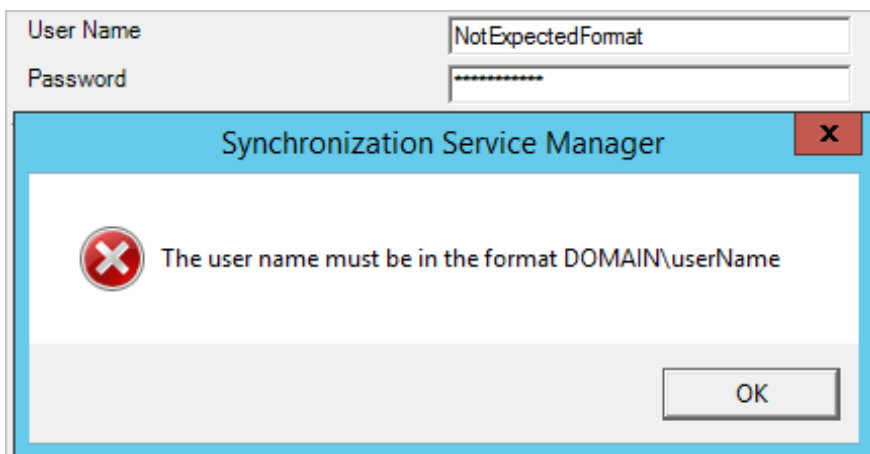 User Name
NotExpectedFormat
Password
***********
Synchronization Service Manager
x
The user name must be in the format DOMAIN\userName
OK